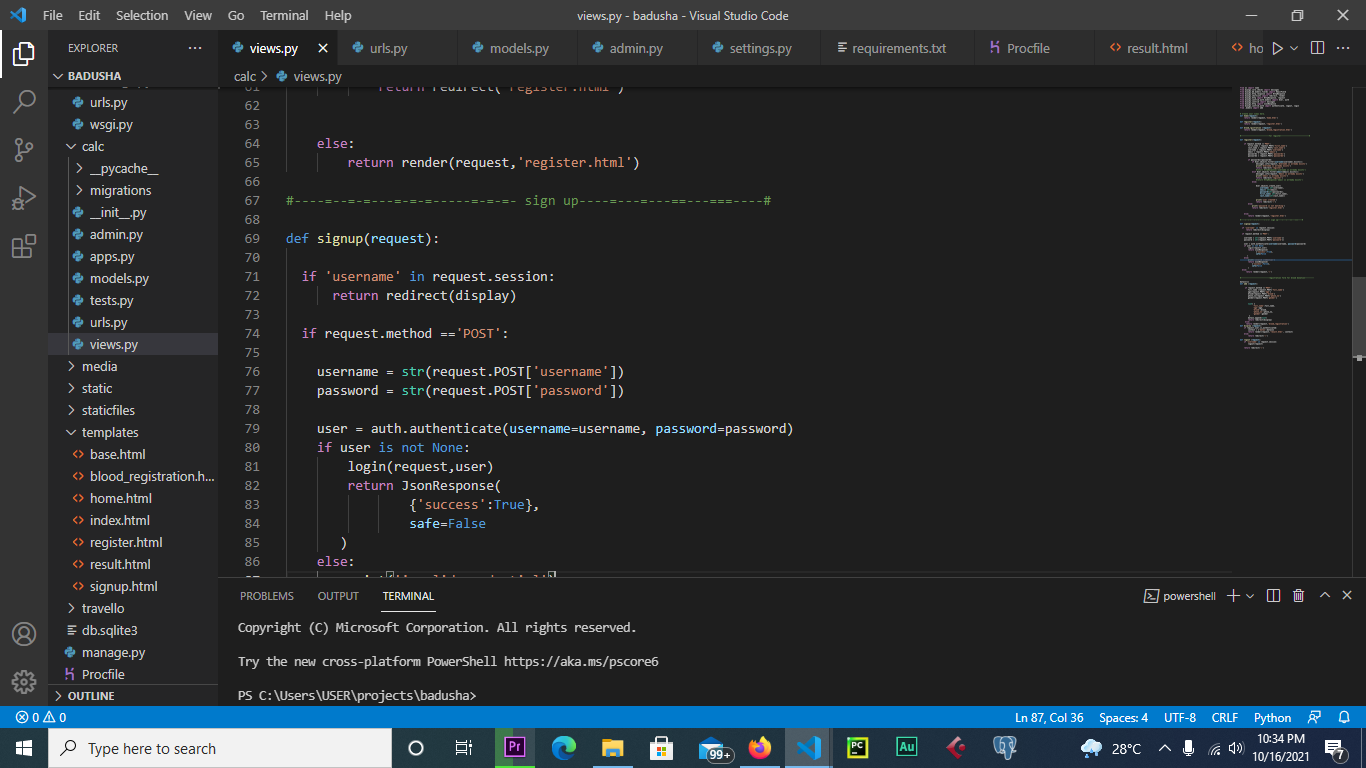 File Edit Selection View Go Terminal Help
views.py - badusha - Visual Studio Code
EXPLORER
BADUSHA
urls.py
wsgi.py
calc
__pycache__
migrations
__init__.py
admin.py
apps.py
models.py
tests.py
urls.py
views.py
media
static
staticfiles
templates
base.html
blood_registration.h...
home.html
index.html
register.html
result.html
signup.html
travello
db.sqlite3
manage.py
Procfile
OUTLINE
views.py urls.py models.py admin.py settings.py requirements.txt Procfile result.html ho
calc > views.py
61 return redirect('register.html')
62
63
64 else:
65 return render(request,'register.html')
66
67 #----=--=-=---=-=-=-----=-=-=- sign up----=---=---==---===----#
68
69 def signup(request):
70
71 if 'username' in request.session:
72 return redirect(display)
73
74 if request.method =='POST':
75
76 username = str(request.POST['username'])
77 password = str(request.POST['password'])
78
79 user = auth.authenticate(username=username, password=password)
80 if user is not None:
81 login(request,user)
82 return JsonResponse(
83 {'success':True},
84 safe=False
85 )
86 else:
87
PROBLEMS OUTPUT TERMINAL
powershell
Copyright (C) Microsoft Corporation. All rights reserved.
Try the new cross-platform PowerShell https://aka.ms/pscore6
PS C:\Users\USER\projects\badusha>
0 0
Ln 87, Col 36 Spaces: 4 UTF-8 CRLF Python
Type here to search
Pr
99+
PC
Au
28°C
10:34 PM
10/16/2021
7